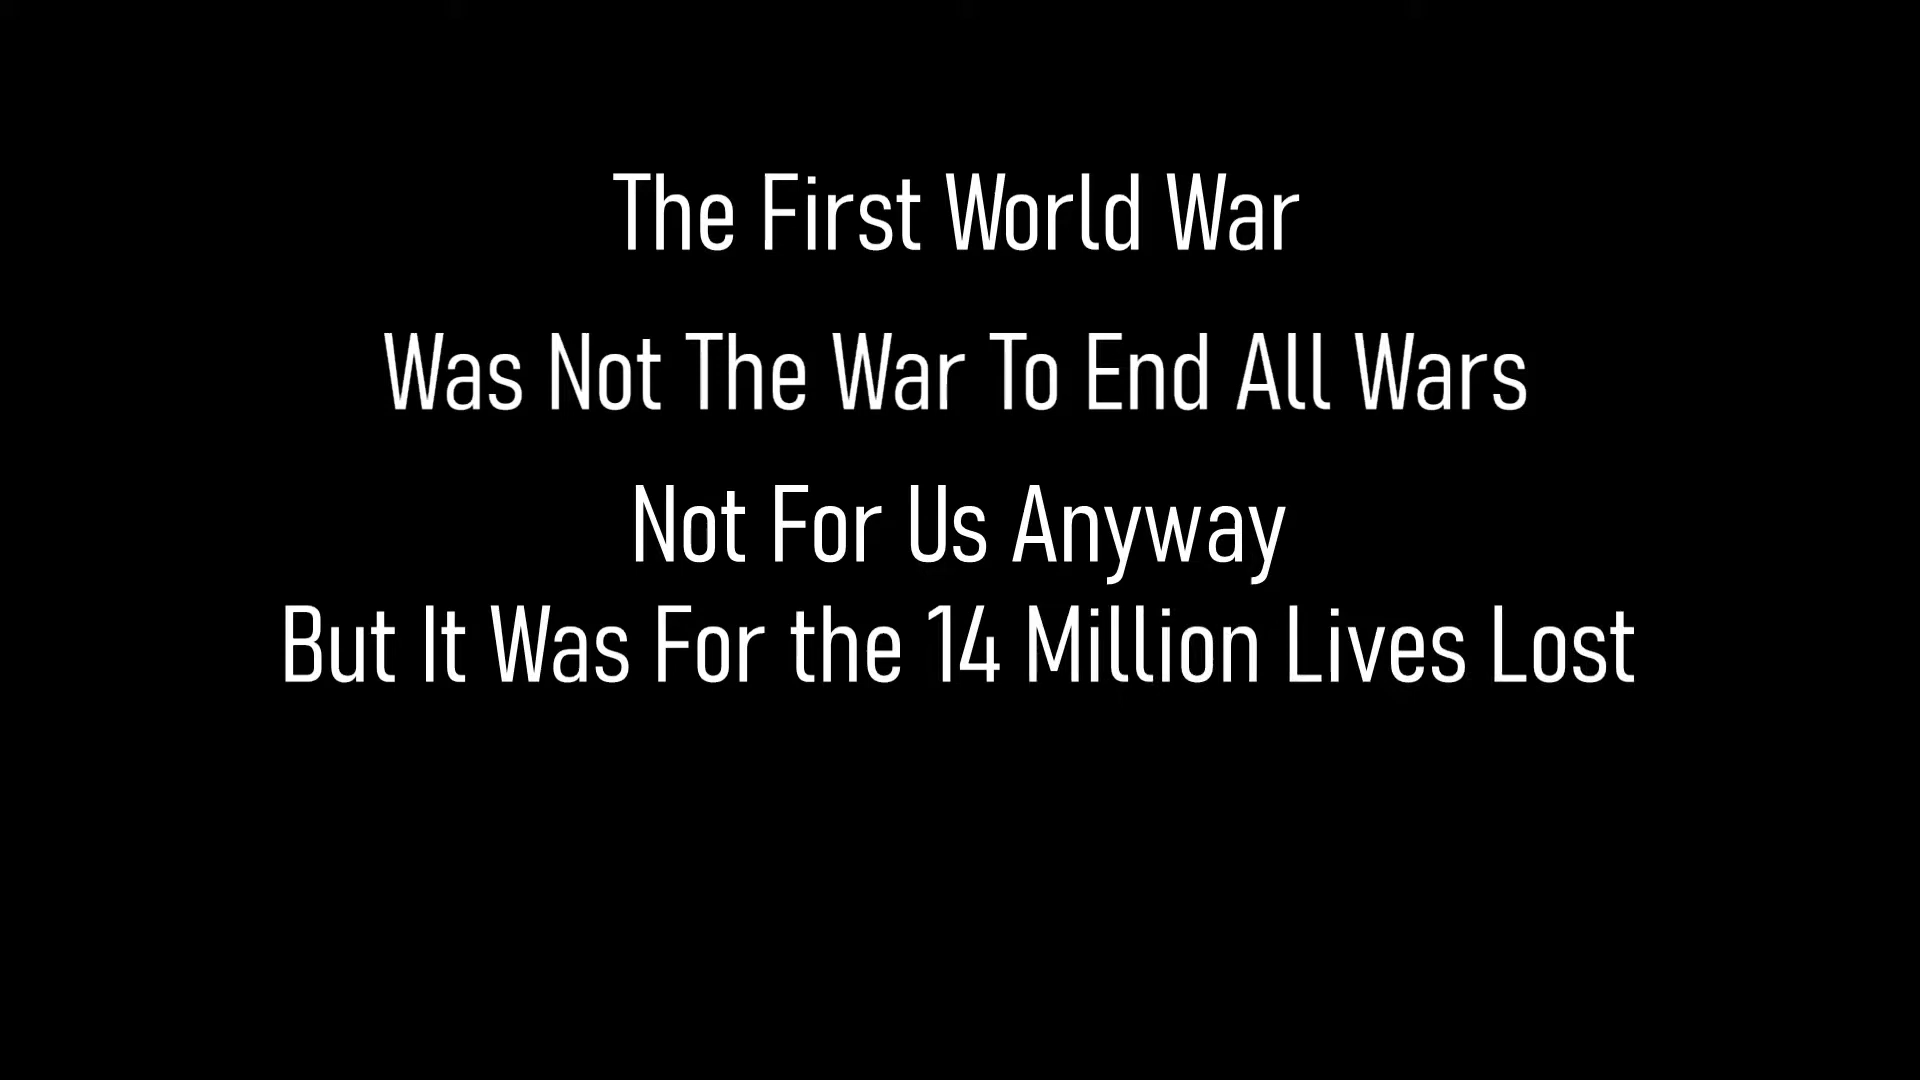 The First World War
Was Not The War To End All Wars
Not For Us Anyway
But It Was For the 14 Million Lives Lost